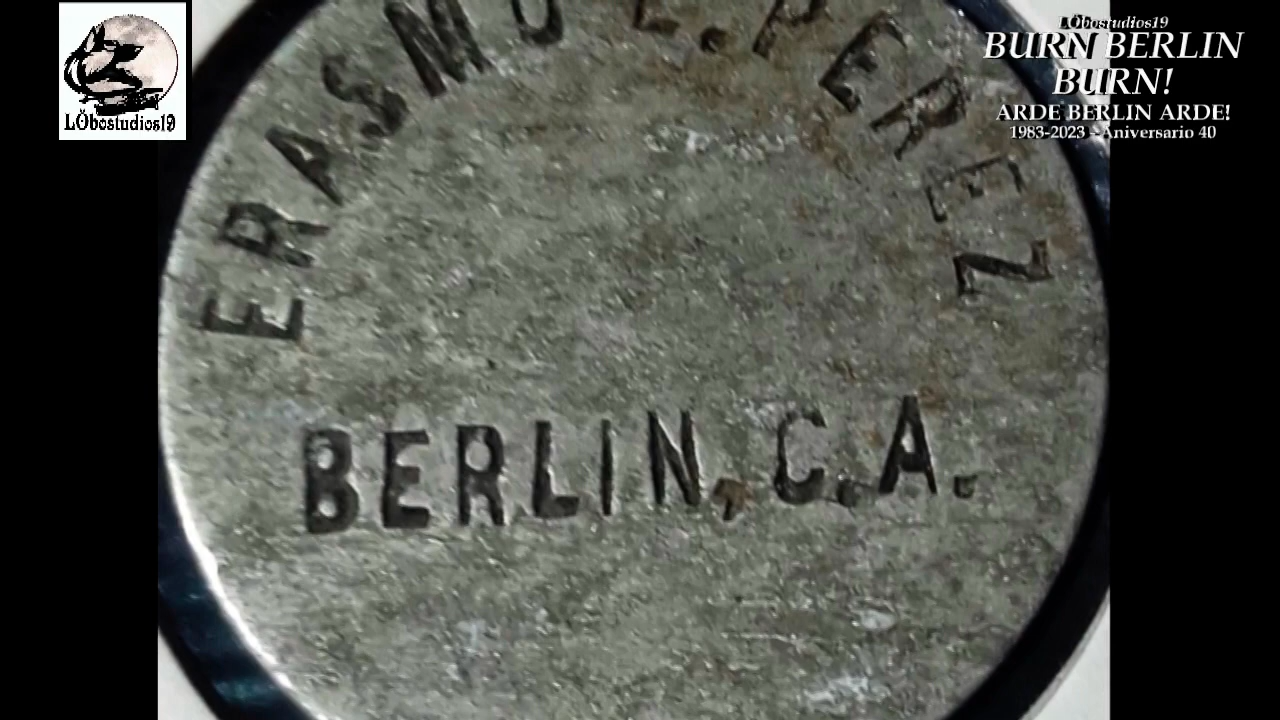 LÖbostudios19
LÖbostudios19
BURN BERLIN
BURN!
ARDE BERLIN ARDE!
1983-2023 - Aniversario 40
ERASMO E. PEREZ
BERLIN, C.A.